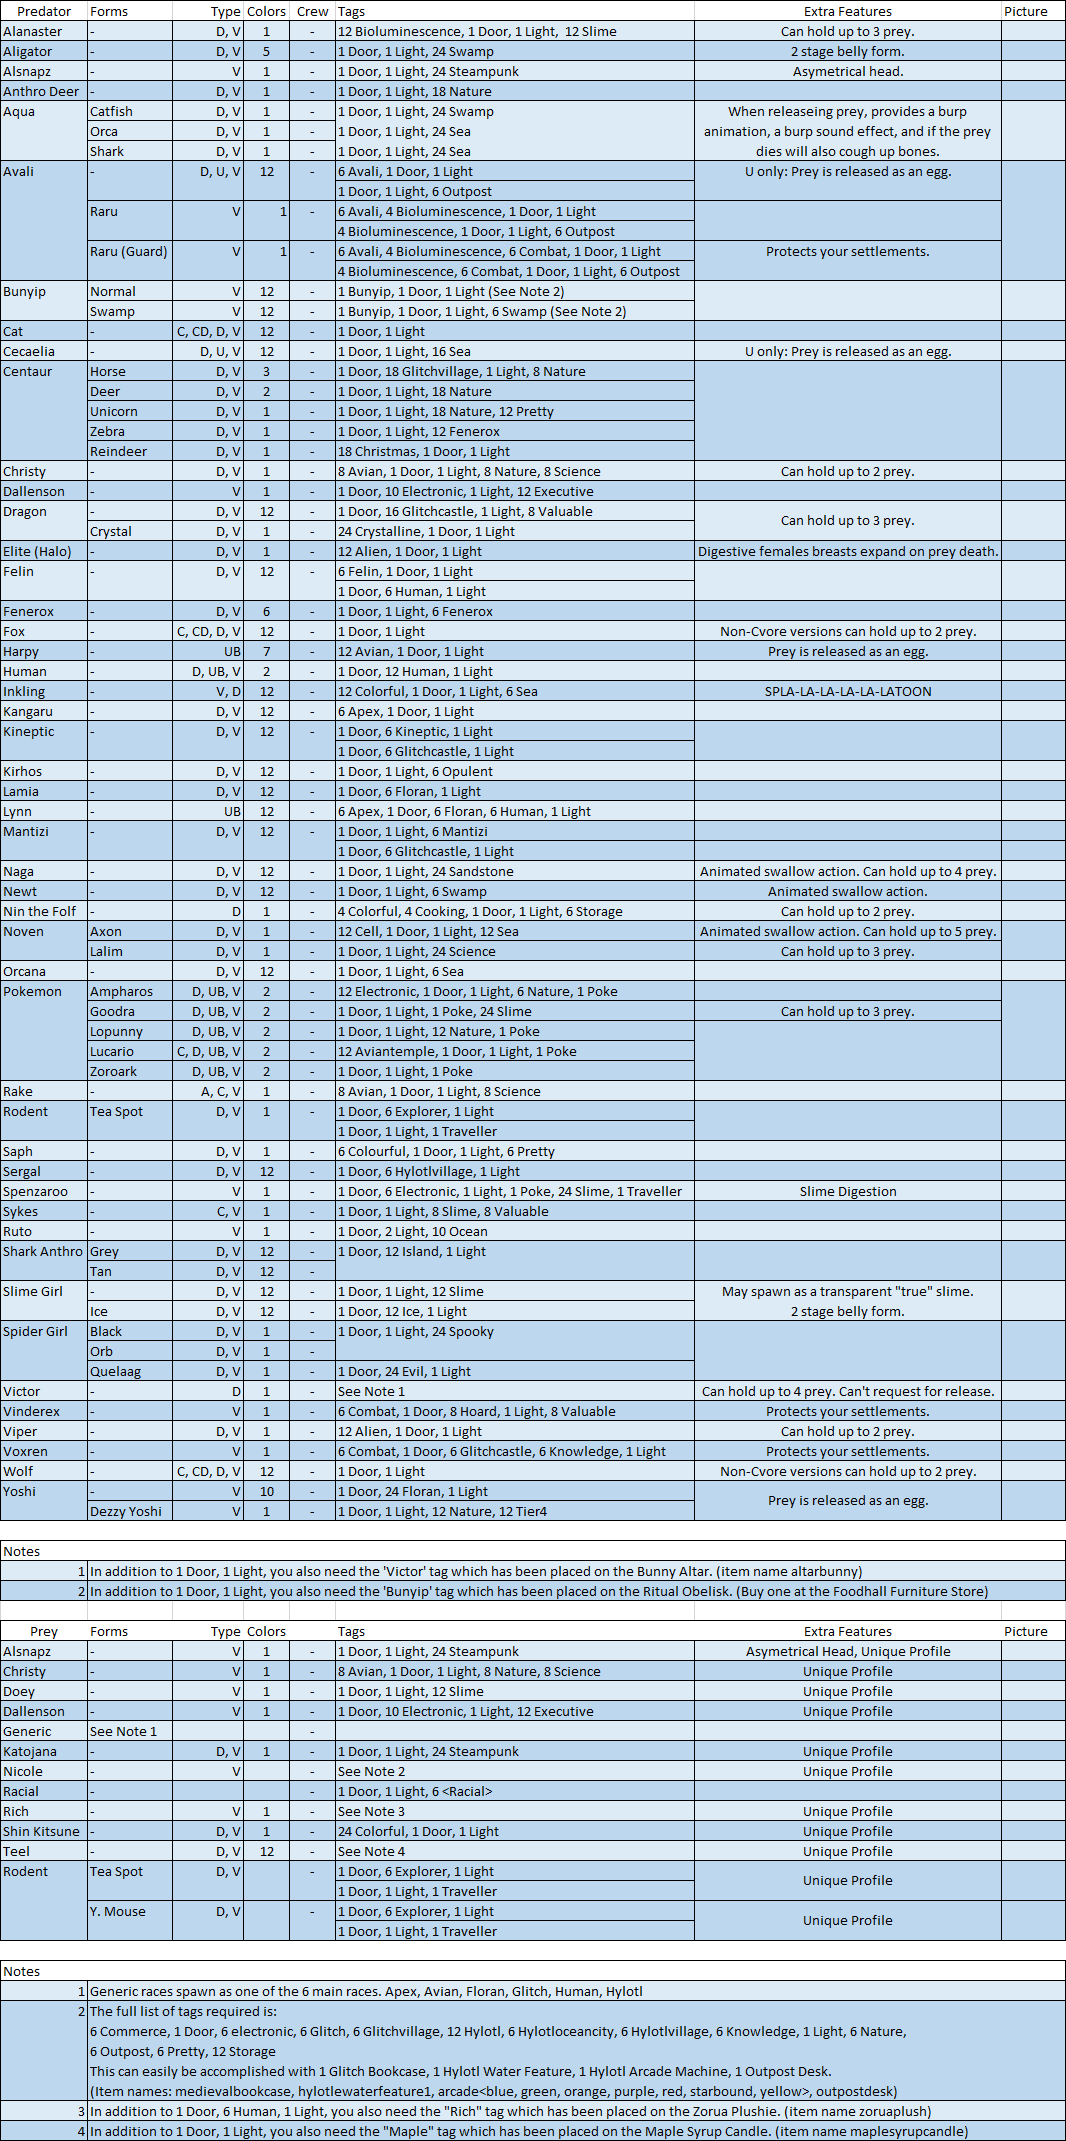 Predator Forms Type Colors Crew Tags Extra Features Picture
Alanaster - D, V 1 - 12 Bioluminescence, 1 Door, 1 Light, 12 Slime Can hold up to 3 prey.
Aligator - D, V 5 - 1 Door, 1 Light, 24 Swamp 2 stage belly form.
Alsnapz - V 1 - 1 Door, 1 Light, 24 Steampunk Asymetrical head.
Anthro Deer - D, V 1 - 1 Door, 1 Light, 18 Nature
Aqua Catfish D, V 1 - 1 Door, 1 Light, 24 Swamp When releaseing prey, provides a burp
Orca D, V 1 - 1 Door, 1 Light, 24 Sea animation, a burp sound effect, and if the prey
Shark D, V 1 - 1 Door, 1 Light, 24 Sea dies will also cough up bones.
Avali - D, U, V 12 - 6 Avali, 1 Door, 1 Light U only: Prey is released as an egg.
1 Door, 1 Light, 6 Outpost
Raru V 1 - 6 Avali, 4 Bioluminescence, 1 Door, 1 Light
4 Bioluminescence, 1 Door, 1 Light, 6 Outpost
Raru (Guard) V 1 - 6 Avali, 4 Bioluminescence, 6 Combat, 1 Door, 1 Light Protects your settlements.
4 Bioluminescence, 6 Combat, 1 Door, 1 Light, 6 Outpost
Bunyip Normal V 12 - 1 Bunyip, 1 Door, 1 Light (See Note 2)
Swamp V 12 - 1 Bunyip, 1 Door, 1 Light, 6 Swamp (See Note 2)
Cat - C, CD, D, V 12 - 1 Door, 1 Light
Cecaelia - D, U, V 12 - 1 Door, 1 Light, 16 Sea U only: Prey is released as an egg.
Centaur Horse D, V 3 - 1 Door, 18 Glitchvillage, 1 Light, 8 Nature
Deer D, V 2 - 1 Door, 1 Light, 18 Nature
Unicorn D, V 1 - 1 Door, 1 Light, 18 Nature, 12 Pretty
Zebra D, V 1 - 1 Door, 1 Light, 12 Fenerox
Reindeer D, V 1 - 18 Christmas, 1 Door, 1 Light
Christy - D, V 1 - 8 Avian, 1 Door, 1 Light, 8 Nature, 8 Science Can hold up to 2 prey.
Dallenson - V 1 - 1 Door, 10 Electronic, 1 Light, 12 Executive
Dragon - D, V 12 - 1 Door, 16 Glitchcastle, 1 Light, 8 Valuable Can hold up to 3 prey.
Crystal D, V 1 - 24 Crystalline, 1 Door, 1 Light
Elite (Halo) - D, V 1 - 12 Alien, 1 Door, 1 Light Digestive females breasts expand on prey death.
Felin - D, V 12 - 6 Felin, 1 Door, 1 Light
1 Door, 6 Human, 1 Light
Fenerox - D, V 6 - 1 Door, 1 Light, 6 Fenerox
Fox - C, CD, D, V 12 - 1 Door, 1 Light Non-Cvore versions can hold up to 2 prey.
Harpy - UB 7 - 12 Avian, 1 Door, 1 Light Prey is released as an egg.
Human - D, UB, V 2 - 1 Door, 12 Human, 1 Light
Inkling - V, D 12 - 12 Colorful, 1 Door, 1 Light, 6 Sea SPLA-LA-LA-LA-LA-LATOON
Kangaru - D, V 12 - 6 Apex, 1 Door, 1 Light
Kineptic - D, V 12 - 1 Door, 6 Kineptic, 1 Light
1 Door, 6 Glitchcastle, 1 Light
Kirhos - D, V 12 - 1 Door, 1 Light, 6 Opulent
Lamia - D, V 12 - 1 Door, 6 Floran, 1 Light
Lynn - UB 12 - 6 Apex, 1 Door, 6 Floran, 6 Human, 1 Light
Mantizi - D, V 12 - 1 Door, 1 Light, 6 Mantizi
1 Door, 6 Glitchcastle, 1 Light
Naga - D, V 12 - 1 Door, 1 Light, 24 Sandstone Animated swallow action. Can hold up to 4 prey.
Newt - D, V 12 - 1 Door, 1 Light, 6 Swamp Animated swallow action.
Nin the Folf - D 1 - 4 Colorful, 4 Cooking, 1 Door, 1 Light, 6 Storage Can hold up to 2 prey.
Noven Axon D, V 1 - 12 Cell, 1 Door, 1 Light, 12 Sea Animated swallow action. Can hold up to 5 prey.
Lalim D, V 1 - 1 Door, 1 Light, 24 Science Can hold up to 3 prey.
Orcana - D, V 12 - 1 Door, 1 Light, 6 Sea
Pokemon Ampharos D, UB, V 2 - 12 Electronic, 1 Door, 1 Light, 6 Nature, 1 Poke
Goodra D, UB, V 2 - 1 Door, 1 Light, 1 Poke, 24 Slime Can hold up to 3 prey.
Lopunny D, UB, V 2 - 1 Door, 1 Light, 12 Nature, 1 Poke
Lucario C, D, UB, V 2 - 12 Aviantemple, 1 Door, 1 Light, 1 Poke
Zoroark D, UB, V 2 - 1 Door, 1 Light, 1 Poke
Rake - A, C, V 1 - 8 Avian, 1 Door, 1 Light, 8 Science
Rodent Tea Spot D, V 1 - 1 Door, 6 Explorer, 1 Light
1 Door, 1 Light, 1 Traveller
Saph - D, V 1 - 6 Colourful, 1 Door, 1 Light, 6 Pretty
Sergal - D, V 12 - 1 Door, 6 Hylotlvillage, 1 Light
Spenzaroo - V 1 - 1 Door, 6 Electronic, 1 Light, 1 Poke, 24 Slime, 1 Traveller Slime Digestion
Sykes - C, V 1 - 1 Door, 1 Light, 8 Slime, 8 Valuable
Ruto - V 1 - 1 Door, 2 Light, 10 Ocean
Shark Anthro Grey D, V 12 - 1 Door, 12 Island, 1 Light
Tan D, V 12 -
Slime Girl - D, V 12 - 1 Door, 1 Light, 12 Slime May spawn as a transparent "true" slime.
Ice D, V 12 - 1 Door, 12 Ice, 1 Light 2 stage belly form.
Spider Girl Black D, V 1 - 1 Door, 1 Light, 24 Spooky
Orb D, V 1 -
Quelaag D, V 1 - 1 Door, 24 Evil, 1 Light
Victor - D 1 - See Note 1 Can hold up to 4 prey. Can't request for release.
Vinderex - V 1 - 6 Combat, 1 Door, 8 Hoard, 1 Light, 8 Valuable Protects your settlements.
Viper - D, V 1 - 12 Alien, 1 Door, 1 Light Can hold up to 2 prey.
Voxren - V 1 - 6 Combat, 1 Door, 6 Glitchcastle, 6 Knowledge, 1 Light Protects your settlements.
Wolf - C, CD, D, V 12 - 1 Door, 1 Light Non-Cvore versions can hold up to 2 prey.
Yoshi - V 10 - 1 Door, 24 Floran, 1 Light Prey is released as an egg.
Dezzy Yoshi V 1 - 1 Door, 1 Light, 12 Nature, 12 Tier4
Notes
1 In addition to 1 Door, 1 Light, you also need the 'Victor' tag which has been placed on the Bunny Altar. (item name altarbunny)
2 In addition to 1 Door, 1 Light, you also need the 'Bunyip' tag which has been placed on the Ritual Obelisk. (Buy one at the Foodhall Furniture Store)
Prey Forms Type Colors Tags Extra Features Picture
Alsnapz - V 1 - 1 Door, 1 Light, 24 Steampunk Asymetrical Head, Unique Profile
Christy - V 1 - 8 Avian, 1 Door, 1 Light, 8 Nature, 8 Science Unique Profile
Doey - V 1 - 1 Door, 1 Light, 12 Slime Unique Profile
Dallenson - V 1 - 1 Door, 10 Electronic, 1 Light, 12 Executive Unique Profile
Generic See Note 1 -
Katojana - D, V 1 - 1 Door, 1 Light, 24 Steampunk Unique Profile
Nicole - V - See Note 2 Unique Profile
Racial - - 1 Door, 1 Light, 6 <Racial>
Rich - V 1 - See Note 3 Unique Profile
Shin Kitsune - D, V 1 - 24 Colorful, 1 Door, 1 Light Unique Profile
Teel - D, V 12 - See Note 4 Unique Profile
Rodent Tea Spot D, V - 1 Door, 6 Explorer, 1 Light Unique Profile
1 Door, 1 Light, 1 Traveller
Y. Mouse D, V - 1 Door, 6 Explorer, 1 Light Unique Profile
1 Door, 1 Light, 1 Traveller
Notes
1 Generic races spawn as one of the 6 main races. Apex, Avian, Floran, Glitch, Human, Hylotl
2 The full list of tags required is:
6 Commerce, 1 Door, 6 electronic, 6 Glitch, 6 Glitchvillage, 12 Hylotl, 6 Hylotloceancity, 6 Hylotlvillage, 6 Knowledge, 1 Light, 6 Nature,
6 Outpost, 6 Pretty, 12 Storage
This can easily be accomplished with 1 Glitch Bookcase, 1 Hylotl Water Feature, 1 Hylotl Arcade Machine, 1 Outpost Desk.
(Item names: medievalbookcase, hylotlewaterfeature1, arcade<blue, green, orange, purple, red, starbound, yellow>, outpostdesk)
3 In addition to 1 Door, 6 Human, 1 Light, you also need the "Rich" tag which has been placed on the Zorua Plushie. (item name zoruaplush)
4 In addition to 1 Door, 1 Light, you also need the "Maple" tag which has been placed on the Maple Syrup Candle. (item name maplesyrupcandle)